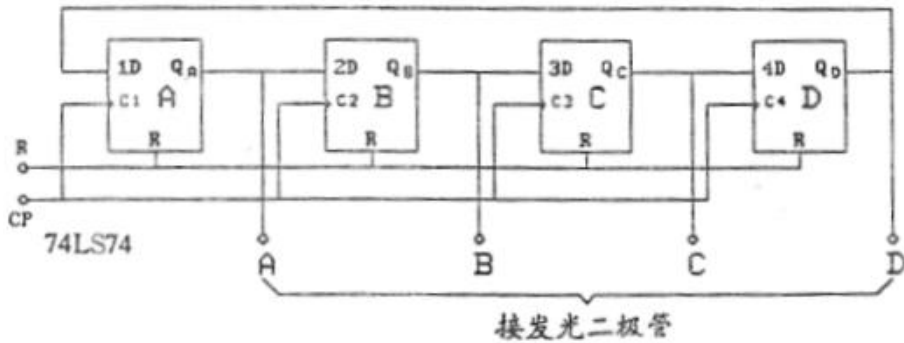 1D QA 2D QB 3D QC 4D QD
C1 A C2 B C3 C C4 D
R R R R
R
CP
74LS74
A B C D
接发光二极管